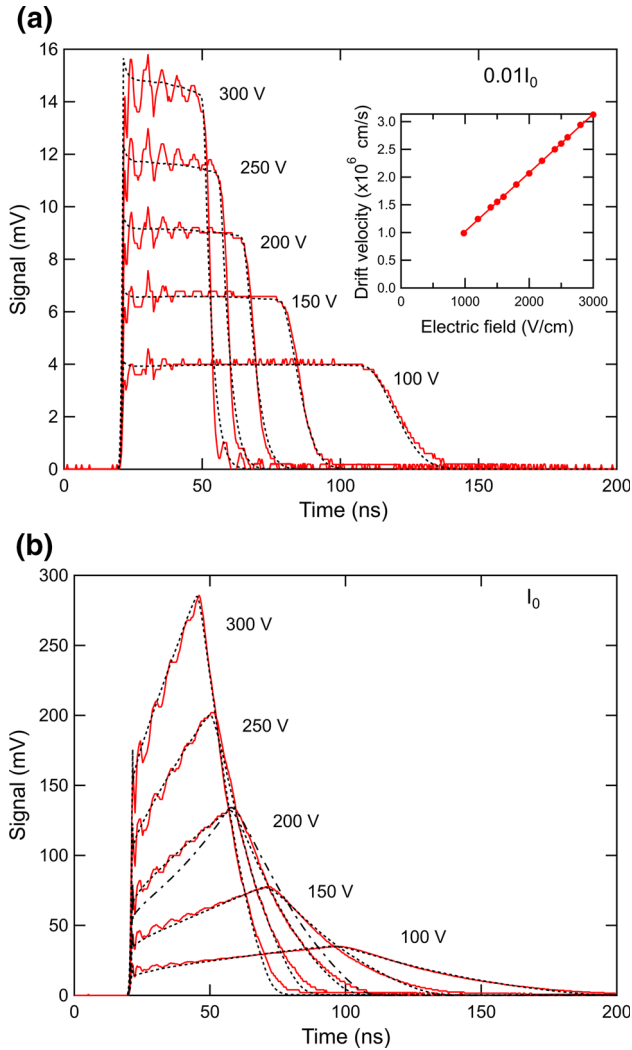 (a)
16
14
12
10
8
6
4
2
0
Signal (mV)
0
50
100
150
200
Time (ns)
0.01I₀
300 V
250 V
200 V
150 V
100 V
3.0
2.5
2.0
1.5
1.0
0.5
0.0
Drift velocity (x10⁶ cm/s)
0
1000
2000
3000
Electric field (V/cm)
(b)
300
250
200
150
100
50
0
Signal (mV)
0
50
100
150
200
Time (ns)
I₀
300 V
250 V
200 V
150 V
100 V